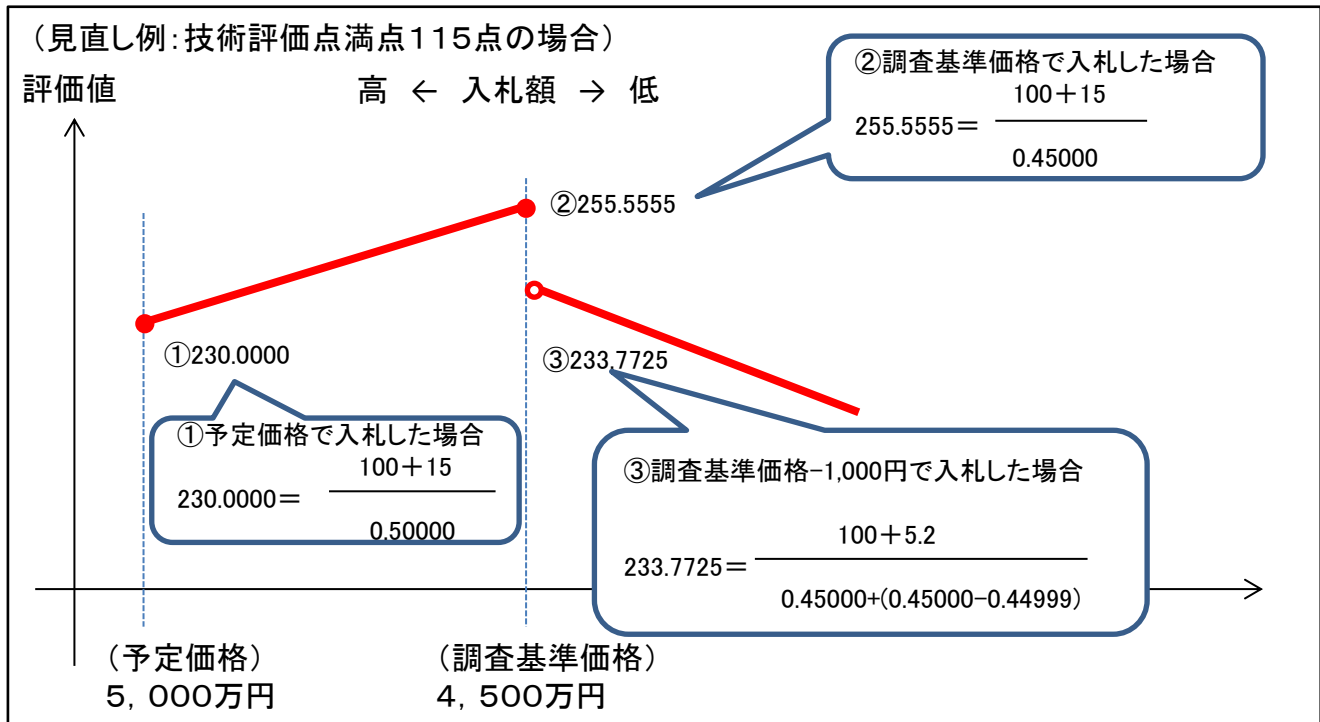 （見直し例：技術評価点満点１１５点の場合）
評価値
高 ← 入札額 → 低
②調査基準価格で入札した場合
100＋15
255.5555＝
0.45000
②255.5555
①230.0000
③233.7725
①予定価格で入札した場合
100＋15
230.0000＝
0.50000
③調査基準価格−1,000円で入札した場合
100＋5.2
233.7725＝
0.45000+(0.45000−0.44999)
（予定価格）
５，０００万円
（調査基準価格）
４，５００万円